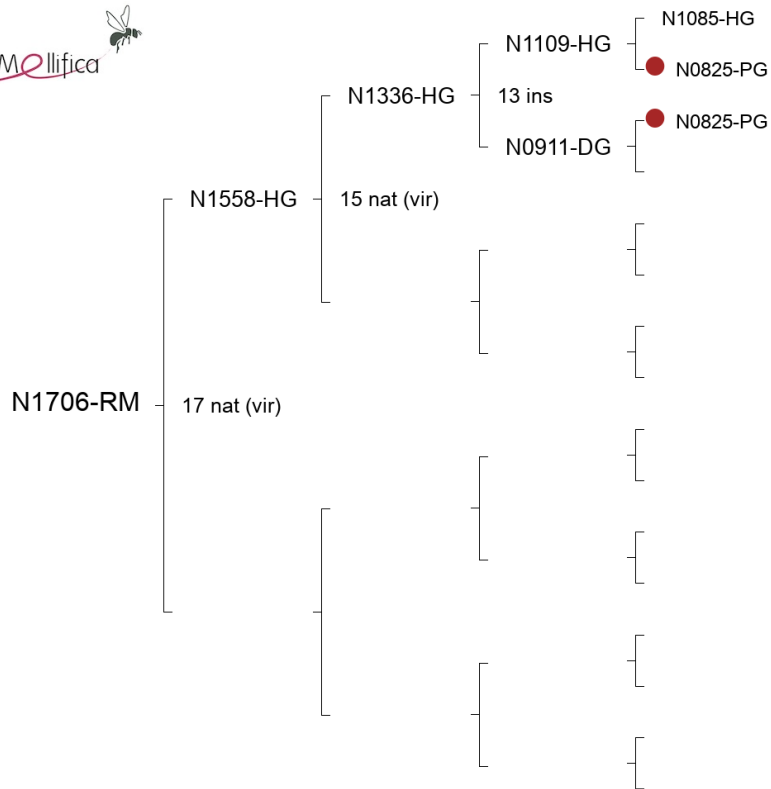 Mellifica
N1085-HG
N1109-HG
N0825-PG
N1336-HG
13 ins
N0825-PG
N0911-DG
N1558-HG
15 nat (vir)
N1706-RM
17 nat (vir)